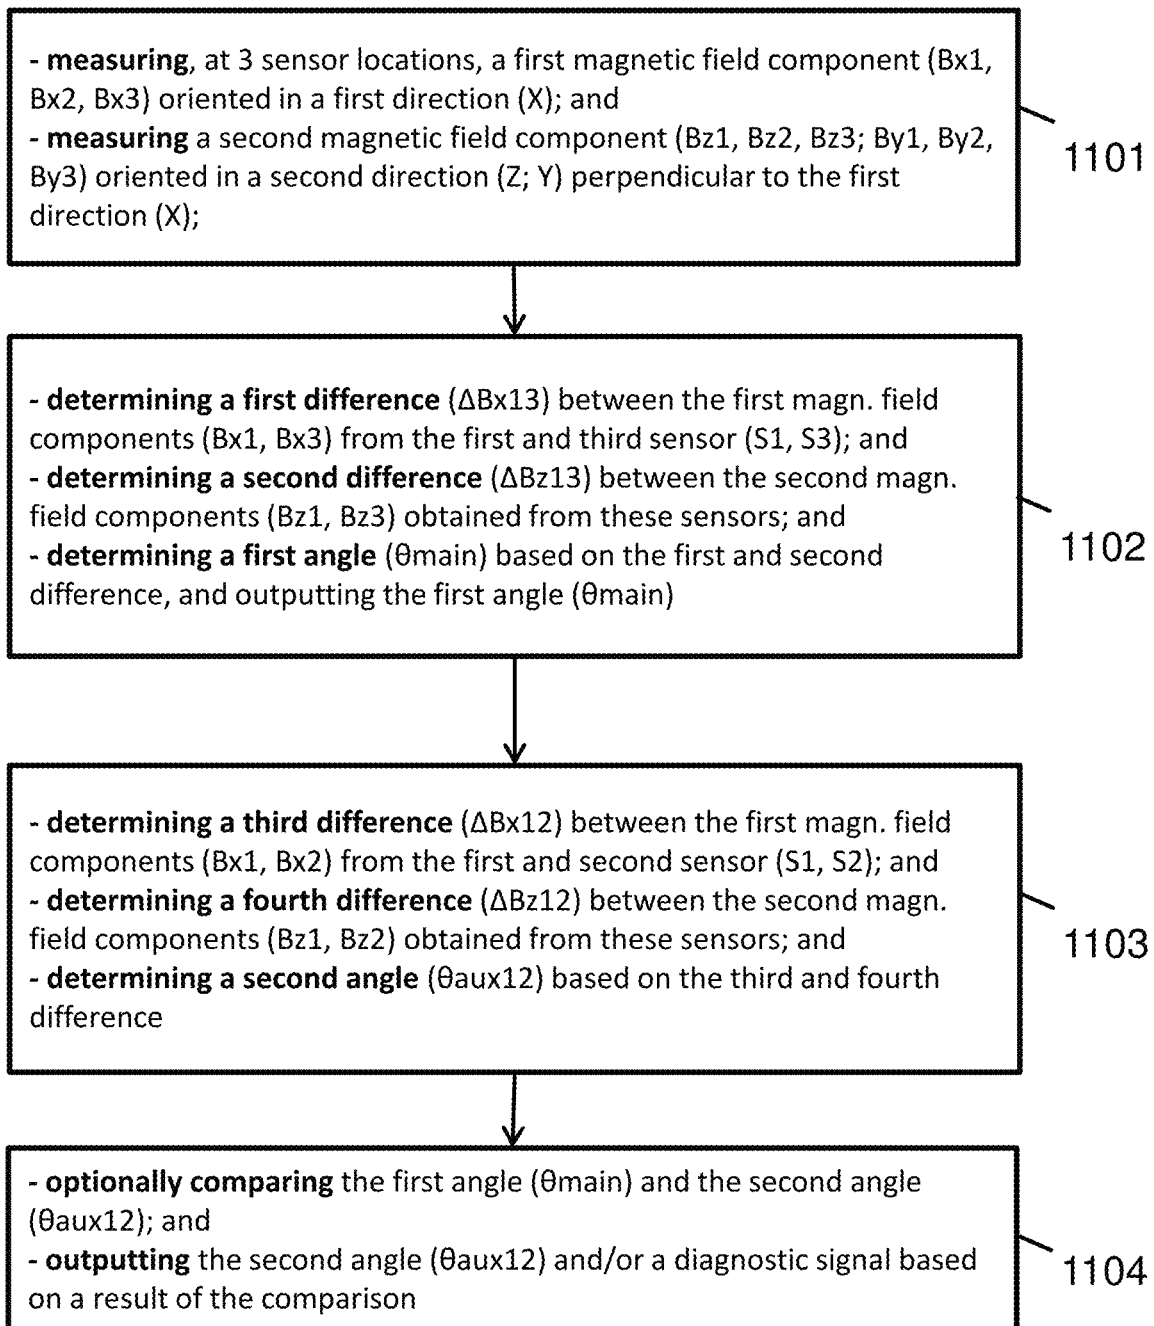 - measuring, at 3 sensor locations, a first magnetic field component (Bx1,
Bx2, Bx3) oriented in a first direction (X); and
- measuring a second magnetic field component (Bz1, Bz2, Bz3; By1, By2,
By3) oriented in a second direction (Z; Y) perpendicular to the first
direction (X);
1101
- determining a first difference (ΔBx13) between the first magn. field
components (Bx1, Bx3) from the first and third sensor (S1, S3); and
- determining a second difference (ΔBz13) between the second magn.
field components (Bz1, Bz3) obtained from these sensors; and
- determining a first angle (θmain) based on the first and second
difference, and outputting the first angle (θmain)
1102
- determining a third difference (ΔBx12) between the first magn. field
components (Bx1, Bx2) from the first and second sensor (S1, S2); and
- determining a fourth difference (ΔBz12) between the second magn.
field components (Bz1, Bz2) obtained from these sensors; and
- determining a second angle (θaux12) based on the third and fourth
difference
1103
- optionally comparing the first angle (θmain) and the second angle
(θaux12); and
- outputting the second angle (θaux12) and/or a diagnostic signal based
on a result of the comparison
1104